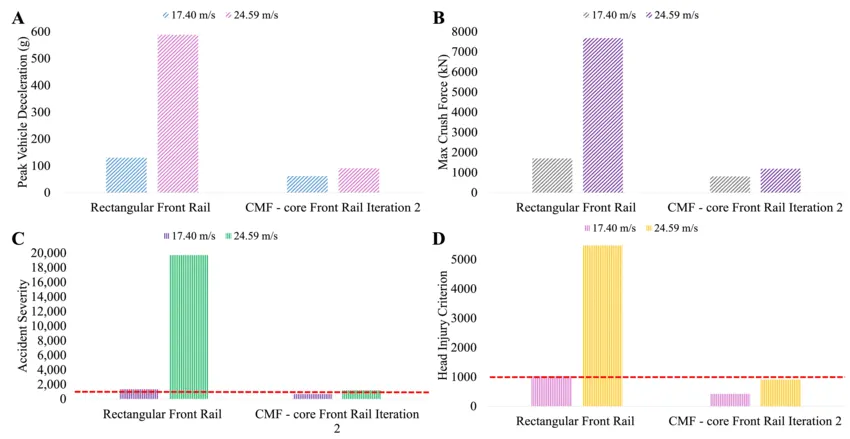 A
17.40 m/s 24.59 m/s
Peak Vehicle Deceleration (g)
600
500
400
300
200
100
0
Rectangular Front Rail CMF - core Front Rail Iteration 2
B
17.40 m/s 24.59 m/s
Max Crush Force (kN)
8000
7000
6000
5000
4000
3000
2000
1000
0
Rectangular Front Rail CMF - core Front Rail Iteration 2
C
17.40 m/s 24.59 m/s
Accident Severity
20,000
18,000
16,000
14,000
12,000
10,000
8,000
6,000
4,000
2,000
0
Rectangular Front Rail CMF - core Front Rail Iteration
2
D
17.40 m/s 24.59 m/s
Head Injury Criterion
5000
4000
3000
2000
1000
0
Rectangular Front Rail CMF - core Front Rail Iteration 2